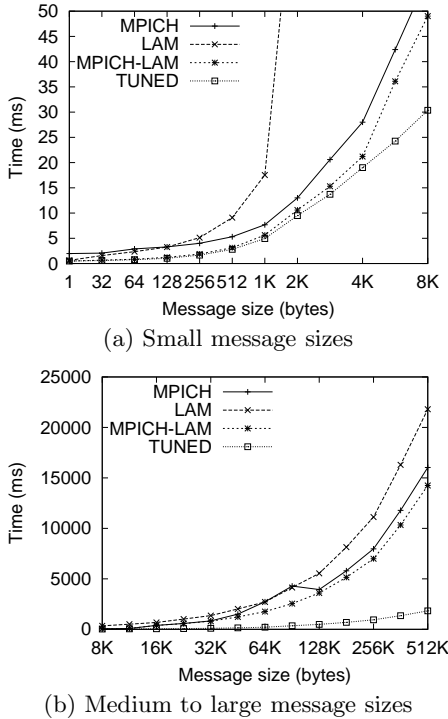 50
45
40
35
30
25
20
15
10
5
0
Time (ms)
MPICH
LAM
MPICH-LAM
TUNED
1 32 64 128 256 512 1K 2K 4K 8K
Message size (bytes)
(a) Small message sizes
25000
20000
15000
10000
5000
0
Time (ms)
MPICH
LAM
MPICH-LAM
TUNED
8K 16K 32K 64K 128K 256K 512K
Message size (bytes)
(b) Medium to large message sizes